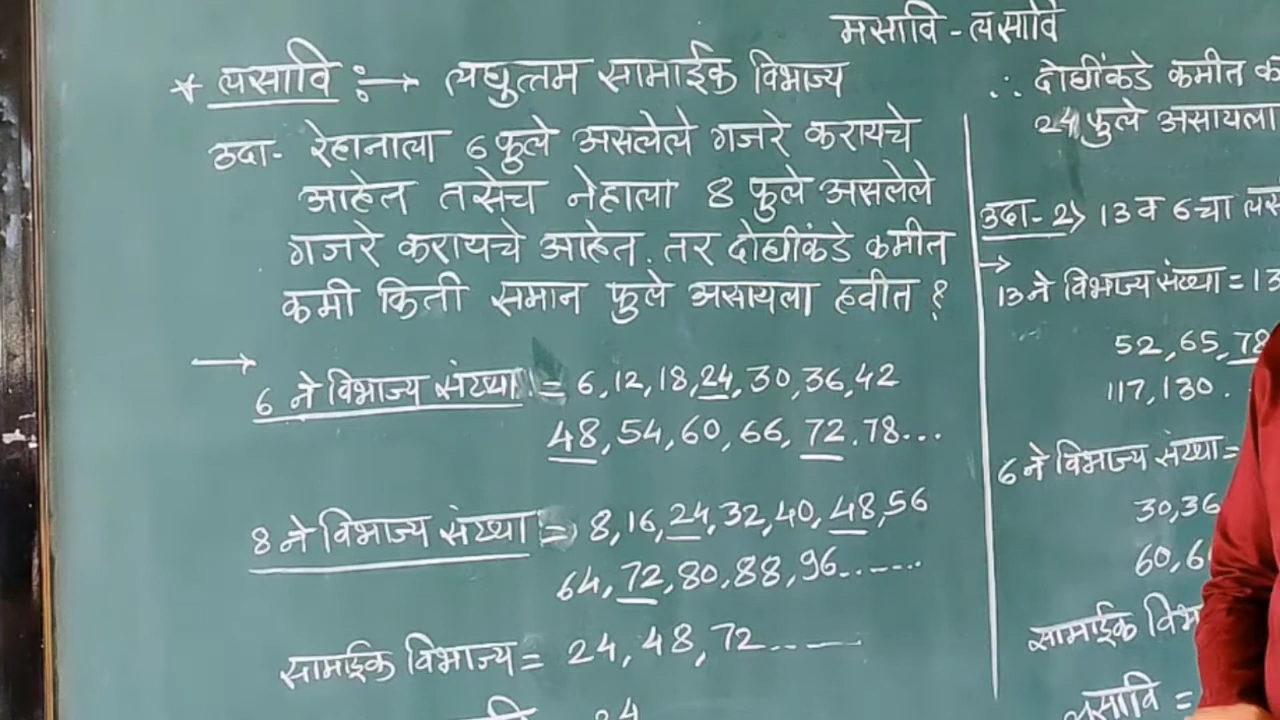 मसावि - लसावि
* लसावि :→ लघुत्तम सामाईक विभाज्य
उदा- रेहानाला 6 फुले असलेले गजरे करायचे
आहेत तसेच नेहाला 8 फुले असलेले
गजरे करायचे आहेत. तर दोघींकडे कमीत
कमी किती समान फुले असायला हवीत ?
→
6 ने विभाज्य संख्या = 6,12,18,24,30,36,42
48,54,60,66,72.78...
8 ने विभाज्य संख्या = 8,16,24,32,40,48,56
64,72,80,88,96.......
सामाईक विभाज्य = 24,48,72.......
∴ दोघींकडे कमीत
24 फुले असायला
उदा- 2> 13 व 6 चा
→
13 ने विभाज्य संख्या = 13
52,65,78
117,130.
6 ने विभाज्य संख्या =
30,36
60,6
सामाईक
लसावि =